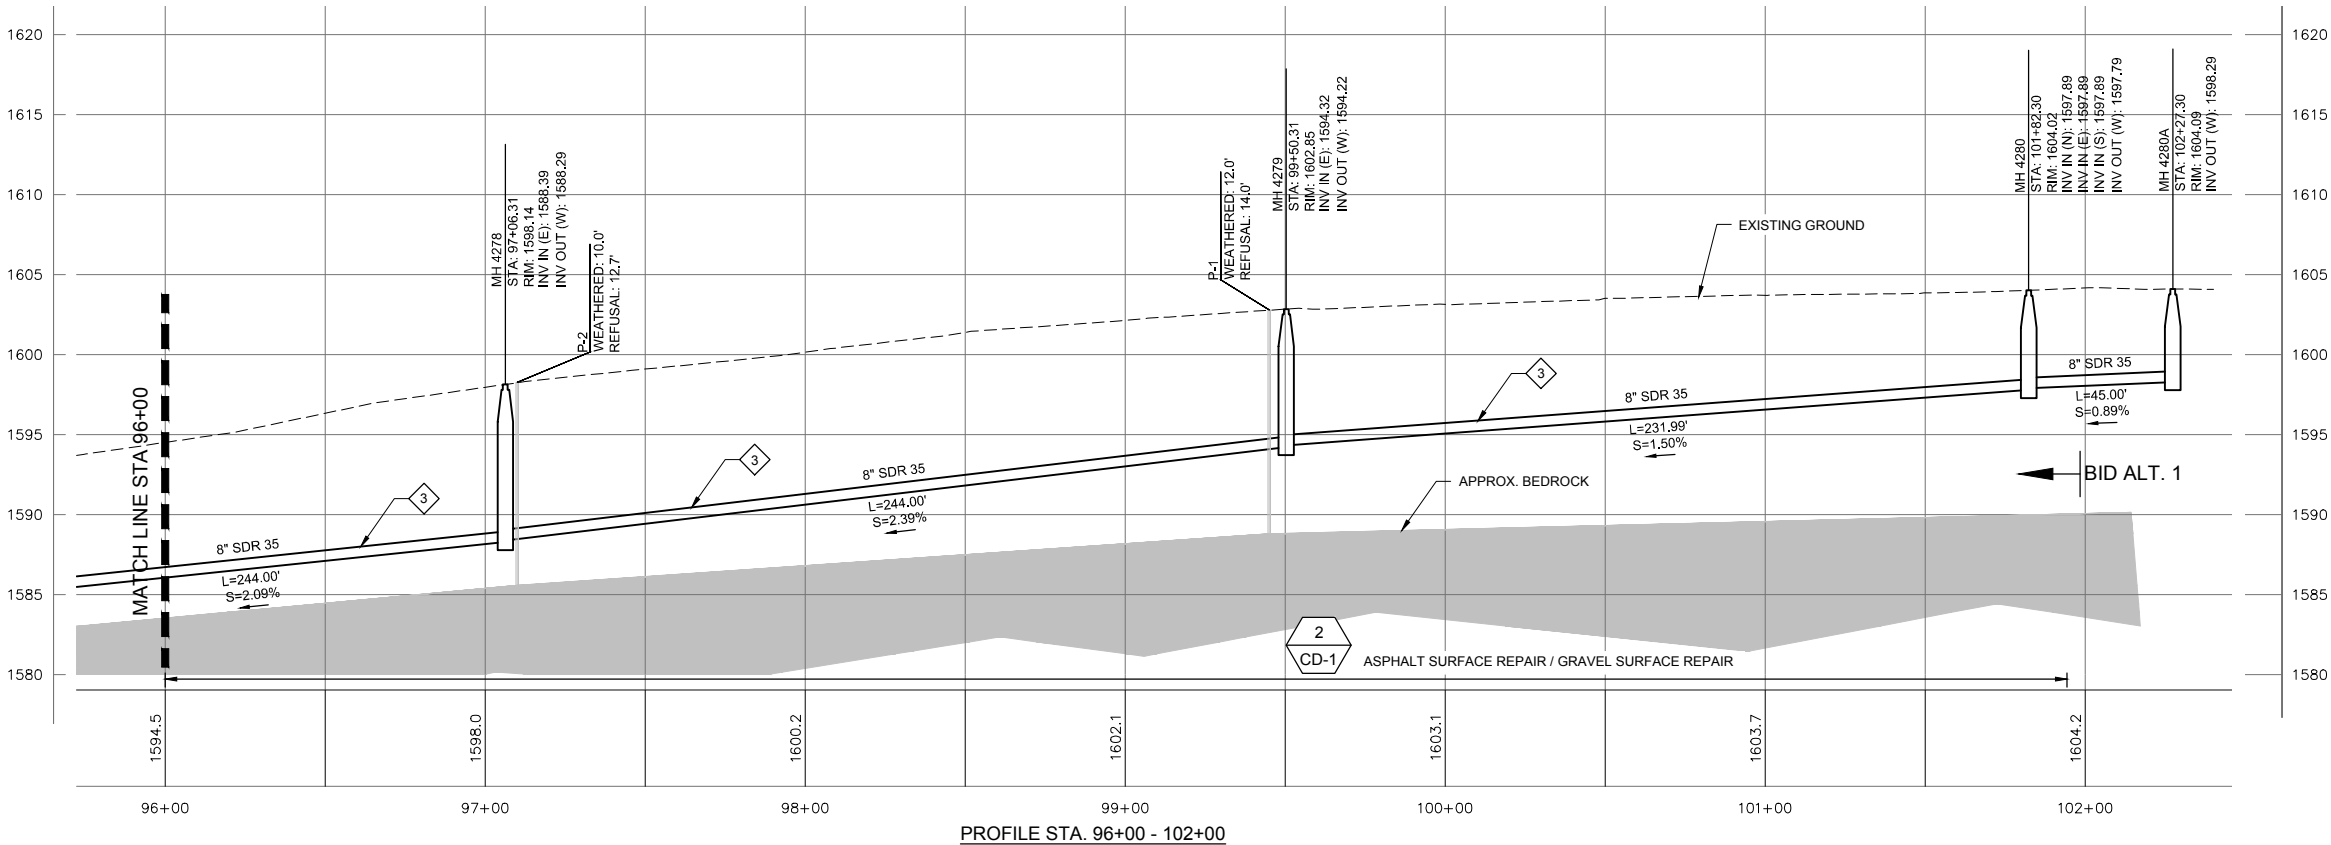 1620
1615
1610
1605
1600
1595
1590
1585
1580
MATCH LINE STA 96+00
MH 4278
STA: 97+06.31
RIM: 1598.14
INV IN (E): 1588.39
INV OUT (W): 1588.29
P-2
WEATHERED: 10.0'
REFUSAL: 12.7'
P-1
WEATHERED: 12.0'
REFUSAL: 14.0'
MH 4279
STA: 99+50.31
RIM: 1602.85
INV IN (E): 1594.32
INV OUT (W): 1594.22
MH 4280
STA: 101+82.30
RIM: 1604.02
INV IN (N): 1597.89
INV IN (E): 1597.89
INV IN (S): 1597.89
INV OUT (W): 1597.79
MH 4280A
STA: 102+27.30
RIM: 1604.09
INV OUT (W): 1598.29
EXISTING GROUND
3
3
3
8" SDR 35
L=244.00'
S=2.09%
8" SDR 35
L=244.00'
S=2.39%
8" SDR 35
L=231.99'
S=1.50%
8" SDR 35
L=45.00'
S=0.89%
BID ALT. 1
APPROX. BEDROCK
2
CD-1
ASPHALT SURFACE REPAIR / GRAVEL SURFACE REPAIR
1620
1615
1610
1605
1600
1595
1590
1585
1580
1594.5
1598.0
1600.2
1602.1
1603.1
1603.7
1604.2
96+00
97+00
98+00
99+00
100+00
101+00
102+00
PROFILE STA. 96+00 - 102+00